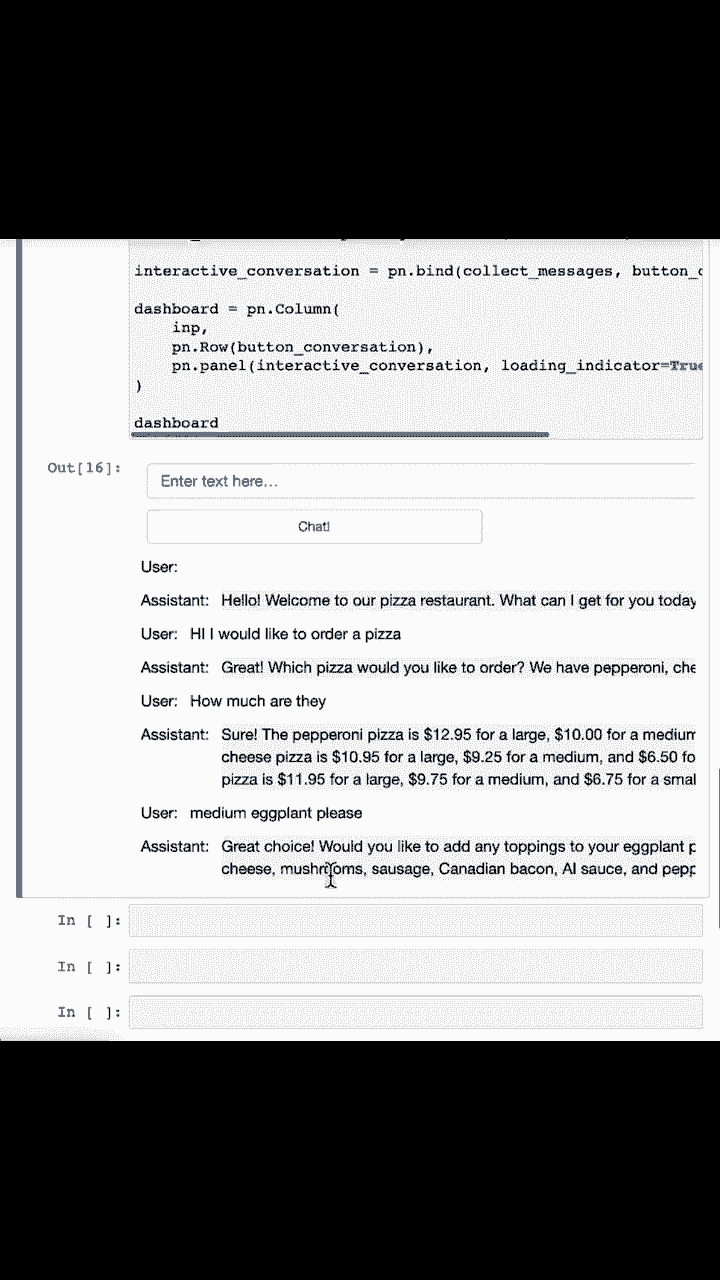 interactive_conversation = pn.bind(collect_messages, button_c
dashboard = pn.Column(
inp,
pn.Row(button_conversation),
pn.panel(interactive_conversation, loading_indicator=True
)
dashboard
Out[16]:
Enter text here...
Chat!
User:
Assistant: Hello! Welcome to our pizza restaurant. What can I get for you today
User: HI I would like to order a pizza
Assistant: Great! Which pizza would you like to order? We have pepperoni, che
User: How much are they
Assistant: Sure! The pepperoni pizza is $12.95 for a large, $10.00 for a medium
cheese pizza is $10.95 for a large, $9.25 for a medium, and $6.50 fo
pizza is $11.95 for a large, $9.75 for a medium, and $6.75 for a smal
User: medium eggplant please
Assistant: Great choice! Would you like to add any toppings to your eggplant p
cheese, mushrooms, sausage, Canadian bacon, AI sauce, and pepp
In [ ]:
In [ ]:
In [ ]: